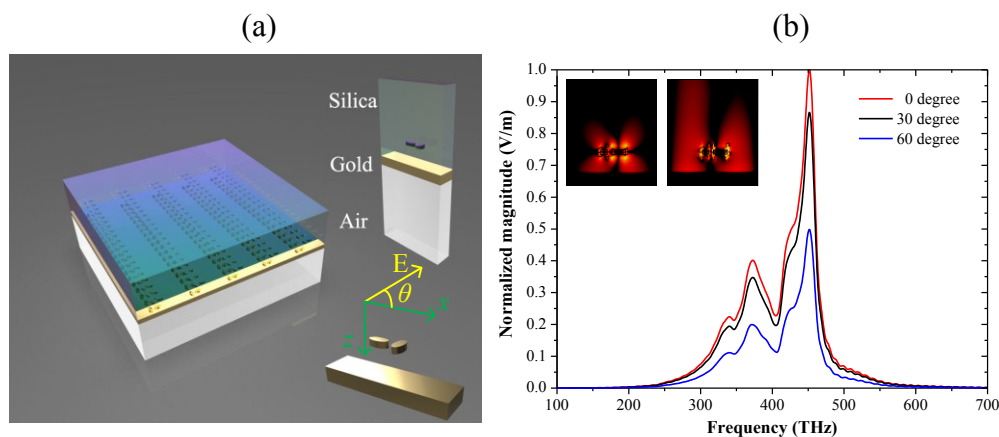 (a)
(b)
Silica
Gold
Air
E
θ
x
z
Normalized magnitude (V/m)
1.0
0.9
0.8
0.7
0.6
0.5
0.4
0.3
0.2
0.1
0.0
0 degree
30 degree
60 degree
100 200 300 400 500 600 700
Frequency (THz)